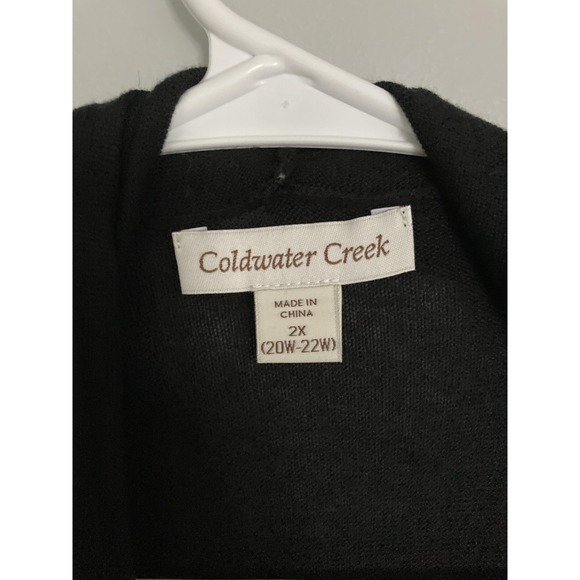 Coldwater Creek
MADE IN
CHINA
2X
(20W-22W)